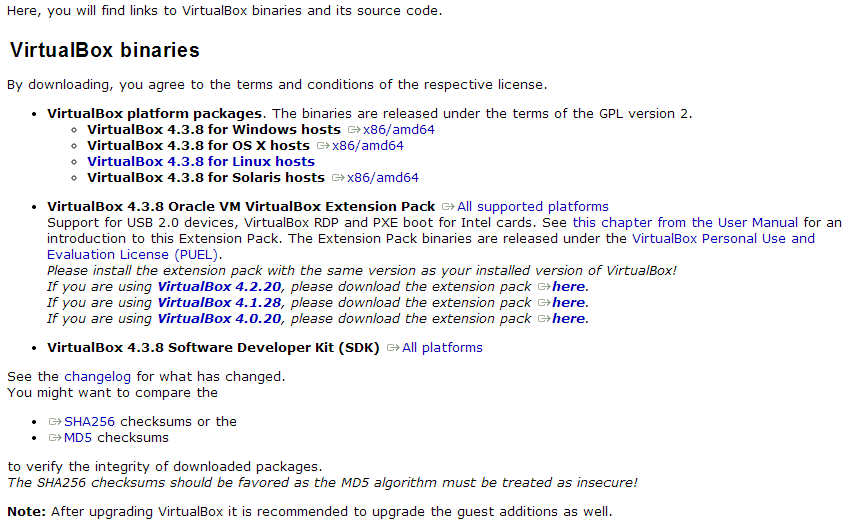 Here, you will find links to VirtualBox binaries and its source code.
VirtualBox binaries
By downloading, you agree to the terms and conditions of the respective license.
• VirtualBox platform packages. The binaries are released under the terms of the GPL version 2.
◦ VirtualBox 4.3.8 for Windows hosts x86/amd64
◦ VirtualBox 4.3.8 for OS X hosts x86/amd64
◦ VirtualBox 4.3.8 for Linux hosts
◦ VirtualBox 4.3.8 for Solaris hosts x86/amd64
• VirtualBox 4.3.8 Oracle VM VirtualBox Extension Pack All supported platforms
Support for USB 2.0 devices, VirtualBox RDP and PXE boot for Intel cards. See this chapter from the User Manual for an
introduction to this Extension Pack. The Extension Pack binaries are released under the VirtualBox Personal Use and
Evaluation License (PUEL).
Please install the extension pack with the same version as your installed version of VirtualBox!
If you are using VirtualBox 4.2.20, please download the extension pack here.
If you are using VirtualBox 4.1.28, please download the extension pack here.
If you are using VirtualBox 4.0.20, please download the extension pack here.
• VirtualBox 4.3.8 Software Developer Kit (SDK) All platforms
See the changelog for what has changed.
You might want to compare the
• SHA256 checksums or the
• MD5 checksums
to verify the integrity of downloaded packages.
The SHA256 checksums should be favored as the MD5 algorithm must be treated as insecure!
Note: After upgrading VirtualBox it is recommended to upgrade the guest additions as well.